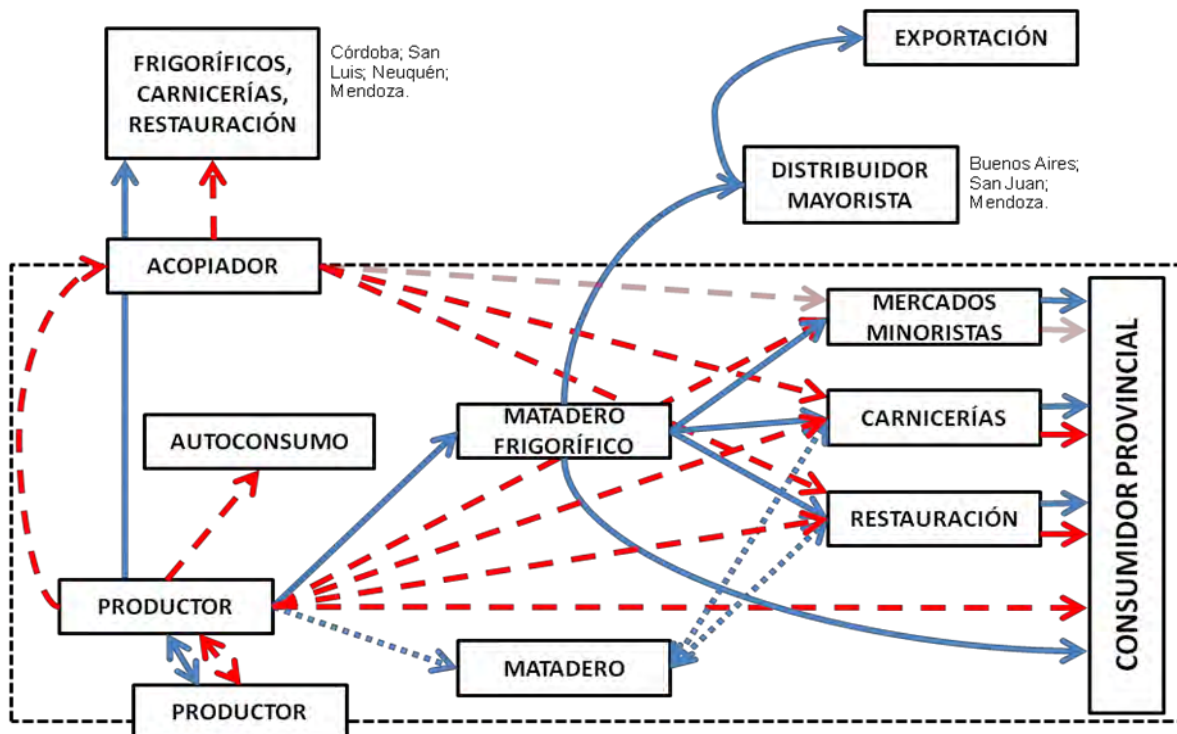 EXPORTACIÓN
FRIGORÍFICOS,
CARNICERÍAS,
RESTAURACIÓN
Córdoba; San
Luis; Neuquén;
Mendoza.
DISTRIBUIDOR
MAYORISTA
Buenos Aires;
San Juan;
Mendoza.
ACOPIADOR
MERCADOS
MINORISTAS
AUTOCONSUMO
MATADERO
FRIGORÍFICO
CARNICERÍAS
RESTAURACIÓN
CONSUMIDOR PROVINCIAL
PRODUCTOR
MATADERO
PRODUCTOR